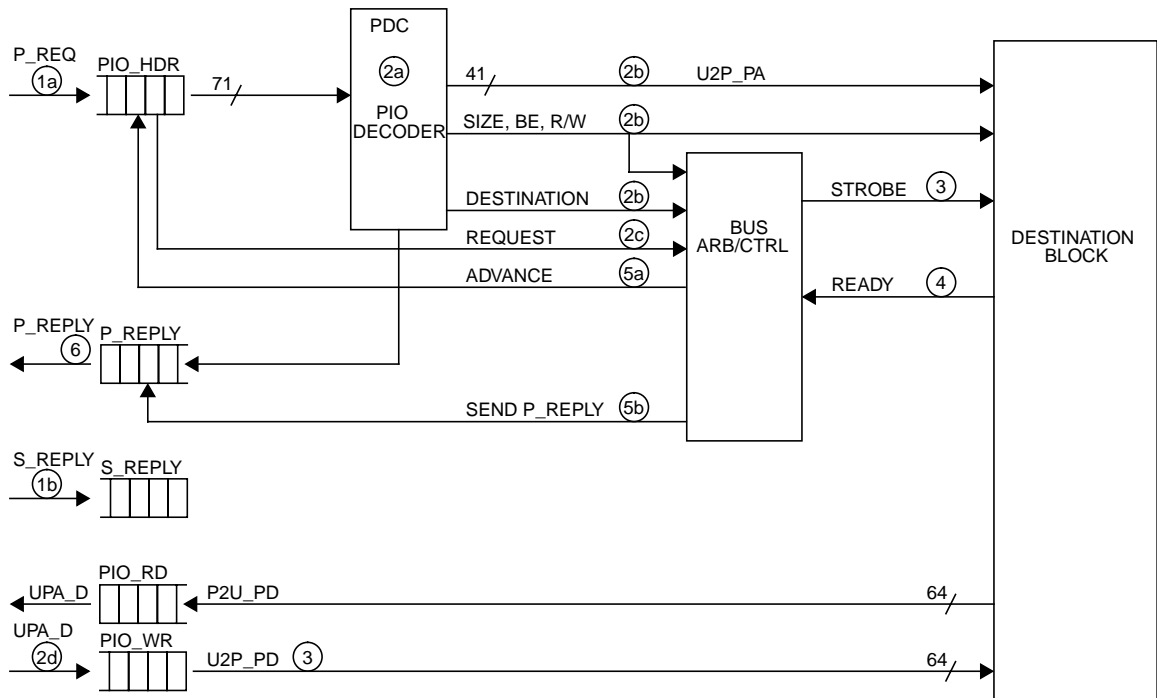 PDC
P_REQ
1a
PIO_HDR
71
2a
PIO
DECODER
41
2b
U2P_PA
SIZE, BE, R/W
2b
DESTINATION
2b
REQUEST
2c
ADVANCE
5a
BUS
ARB/CTRL
STROBE
3
READY
4
DESTINATION
BLOCK
P_REPLY
6
P_REPLY
SEND P_REPLY
5b
S_REPLY
1b
S_REPLY
UPA_D
PIO_RD
P2U_PD
64
UPA_D
2d
PIO_WR
U2P_PD
3
64